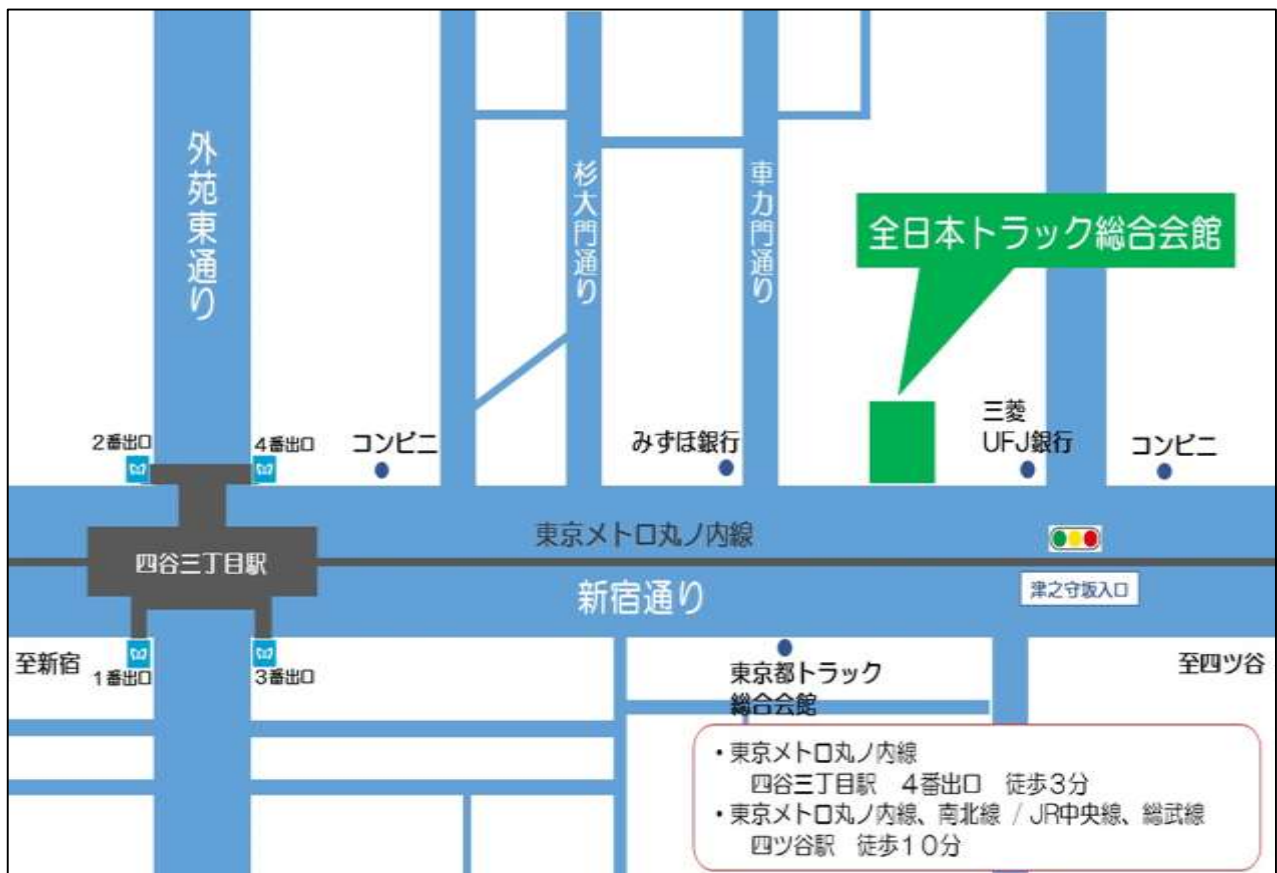 外苑東通り
杉大門通り
車力門通り
全日本トラック総合会館
2番出口
4番出口
コンビニ
みずほ銀行
三菱
UFJ銀行
コンビニ
東京メトロ丸ノ内線
四谷三丁目駅
新宿通り
津之守坂入口
至新宿
1番出口
3番出口
東京都トラック
総合会館
至四ツ谷
・東京メトロ丸ノ内線
四谷三丁目駅 4番出口 徒歩3分
・東京メトロ丸ノ内線、南北線 / JR中央線、総武線
四ツ谷駅 徒歩10分